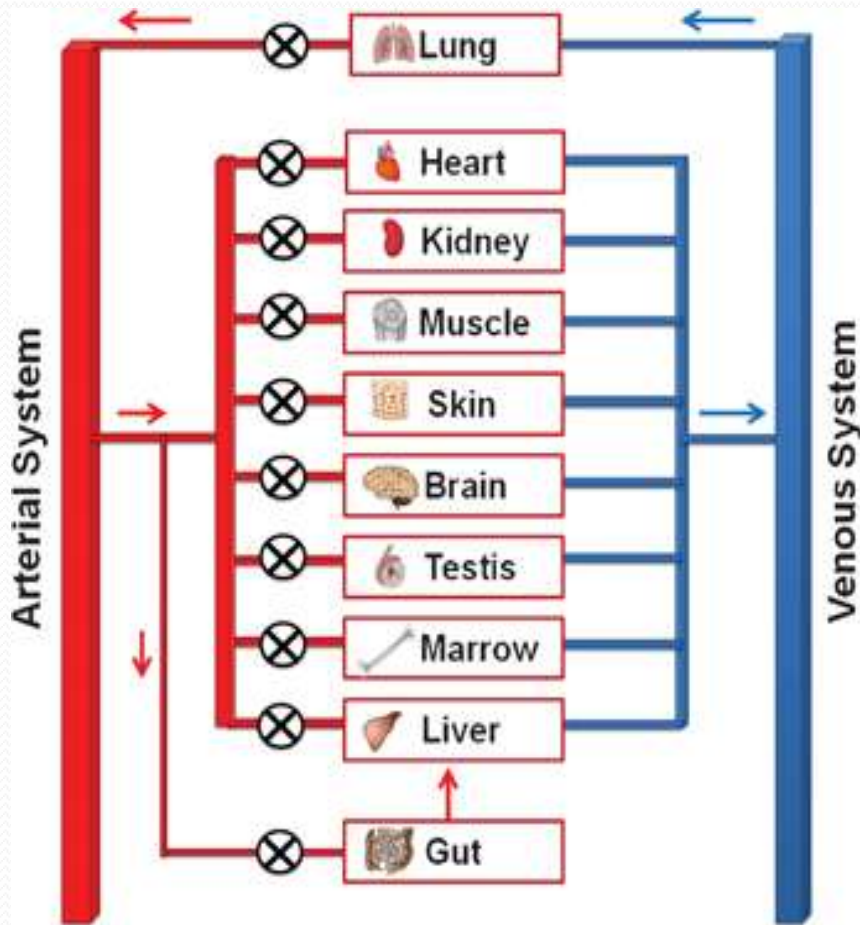 Lung
Heart
Kidney
Muscle
Skin
Brain
Testis
Marrow
Liver
Gut
Arterial System
Venous System